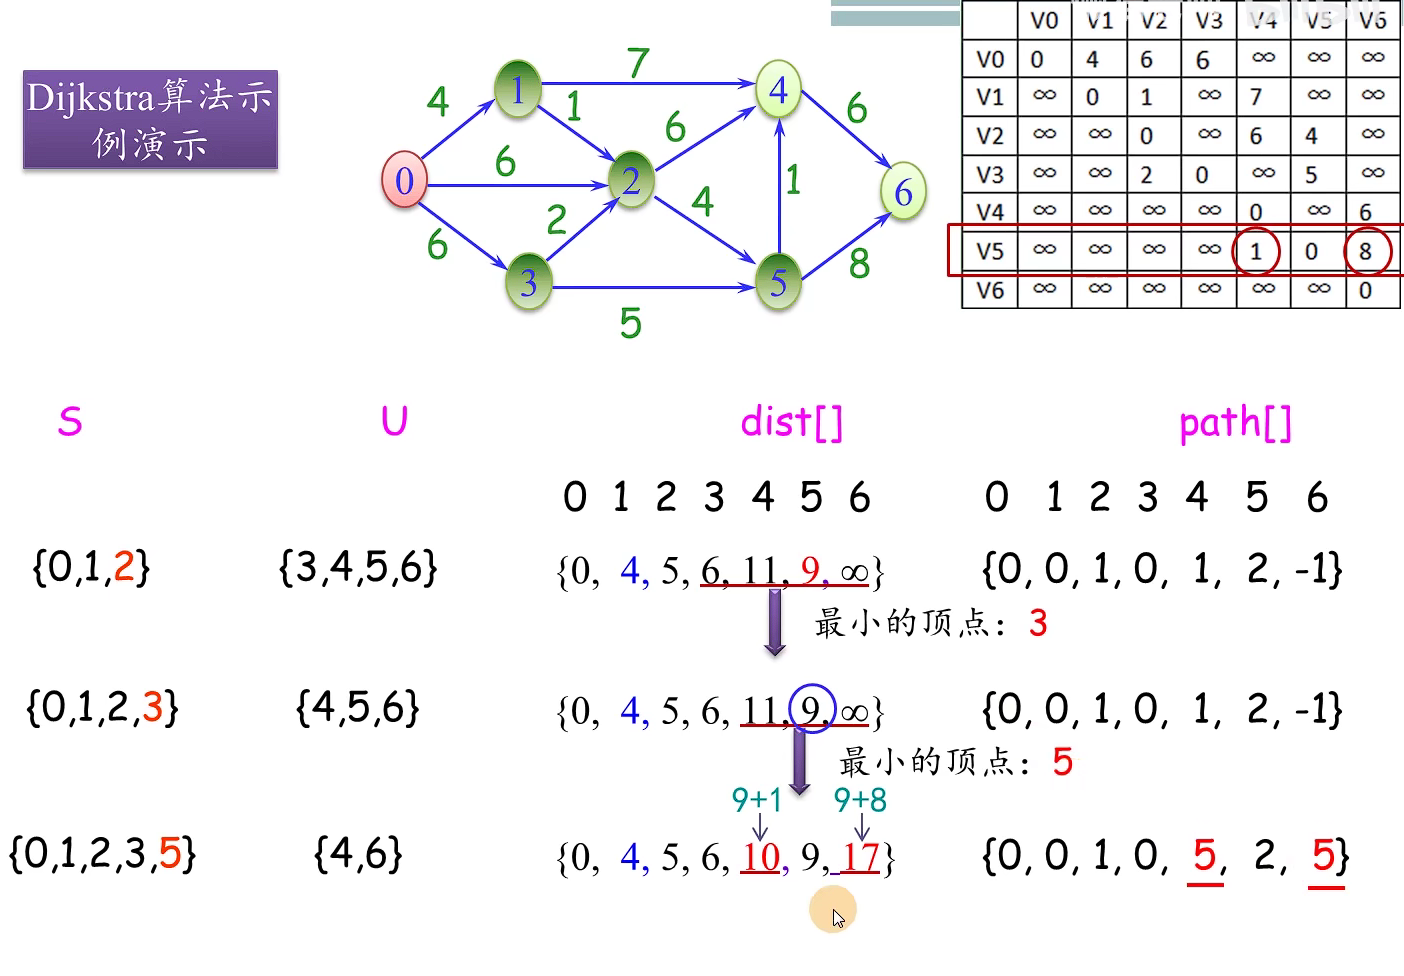 Dijkstra算法示
例演示
7
4
1
6
6
6
1
4
0
6
2
6
2
1
4
6
3
5
8
5
V0 V1 V2 V3 V4 V5 V6
V0 0 4 6 6 ∞ ∞ ∞
V1 ∞ 0 1 ∞ 7 ∞ ∞
V2 ∞ ∞ 0 ∞ 6 4 ∞
V3 ∞ ∞ 2 0 ∞ 5 ∞
V4 ∞ ∞ ∞ ∞ 0 ∞ 6
V5 ∞ ∞ ∞ ∞ 1 0 8
V6 ∞ ∞ ∞ ∞ ∞ ∞ 0
S U dist[] path[]
0 1 2 3 4 5 6 0 1 2 3 4 5 6
{0,1,2} {3,4,5,6} {0, 4, 5, 6, 11, 9, ∞} {0, 0, 1, 0, 1, 2, -1}
最小的顶点：3
{0,1,2,3} {4,5,6} {0, 4, 5, 6, 11, 9, ∞} {0, 0, 1, 0, 1, 2, -1}
最小的顶点：5
9+1 9+8
{0,1,2,3,5} {4,6} {0, 4, 5, 6, 10, 9, 17} {0, 0, 1, 0, 5, 2, 5}